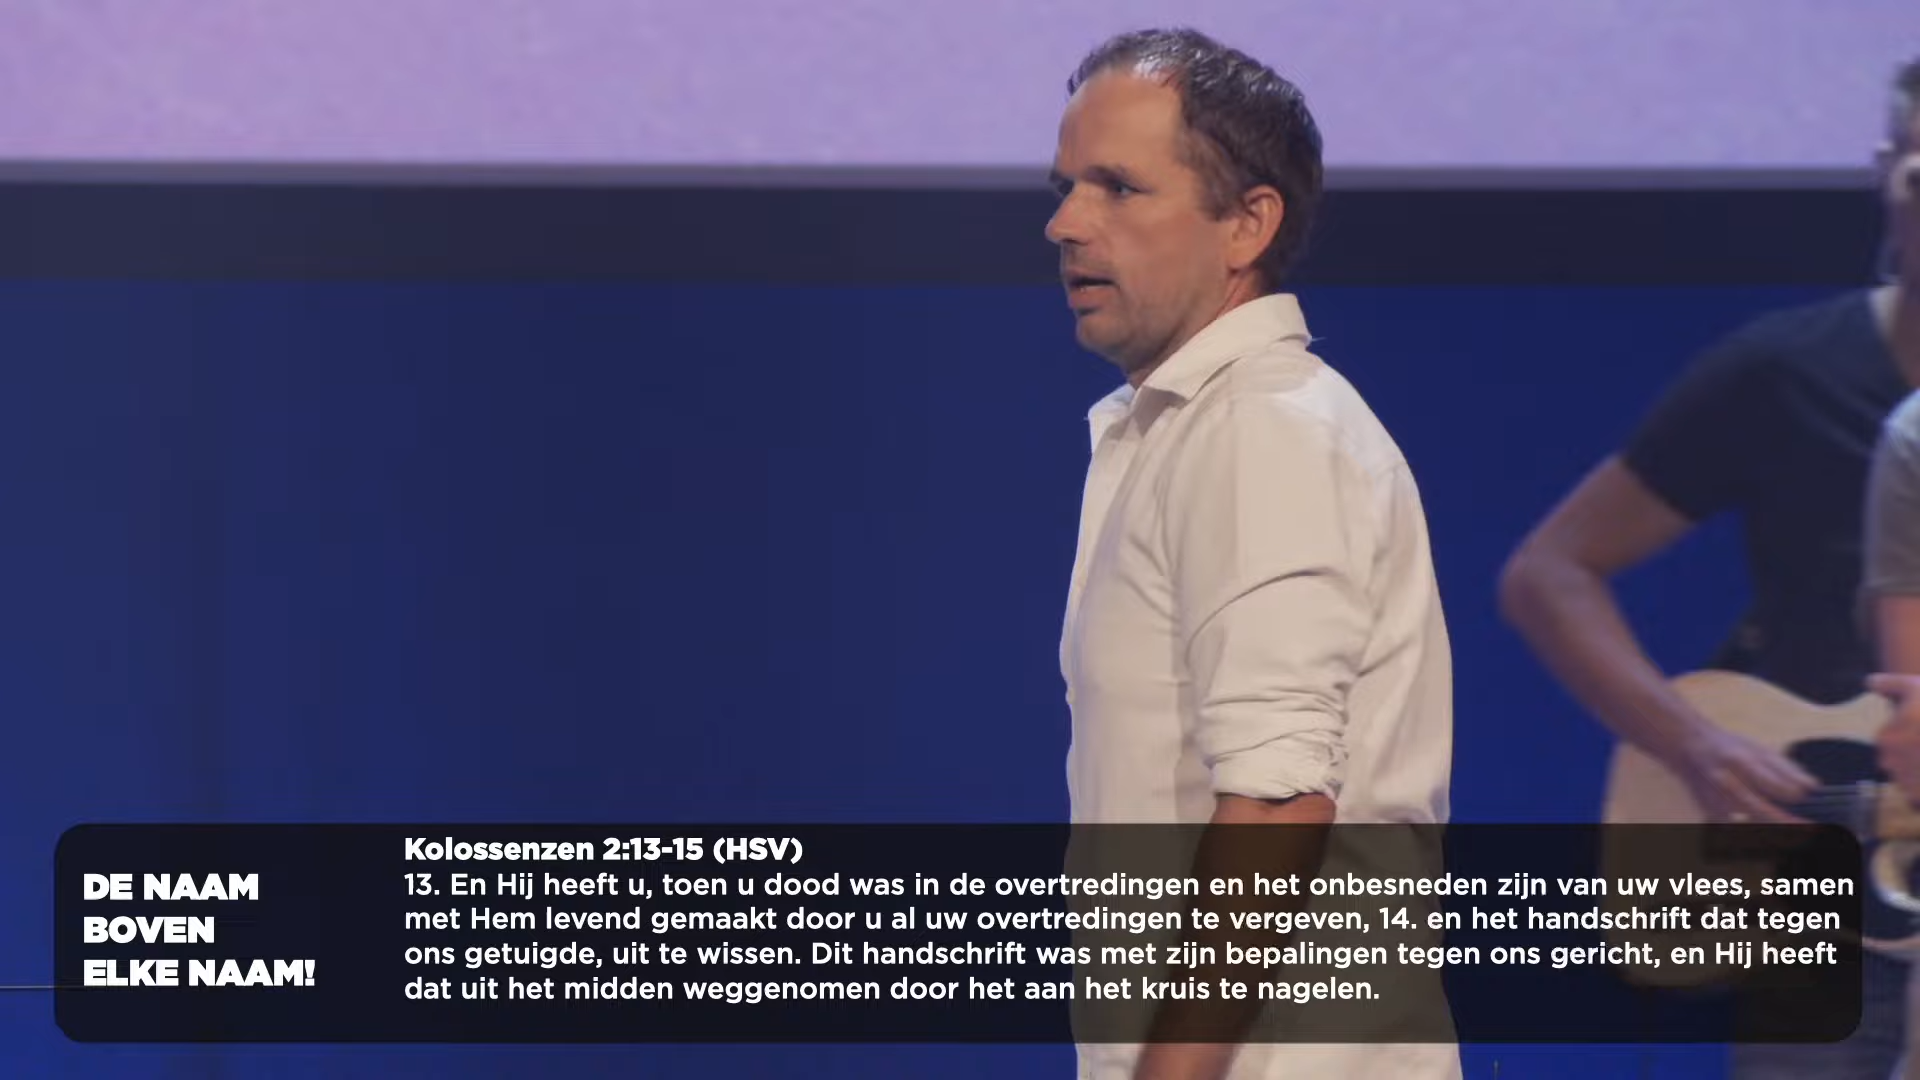 DE NAAM
BOVEN
ELKE NAAM!
Kolossenzen 2:13-15 (HSV)
13. En Hij heeft u, toen u dood was in de overtredingen en het onbesneden zijn van uw vlees, samen
met Hem levend gemaakt door u al uw overtredingen te vergeven, 14. en het handschrift dat tegen
ons getuigde, uit te wissen. Dit handschrift was met zijn bepalingen tegen ons gericht, en Hij heeft
dat uit het midden weggenomen door het aan het kruis te nagelen.